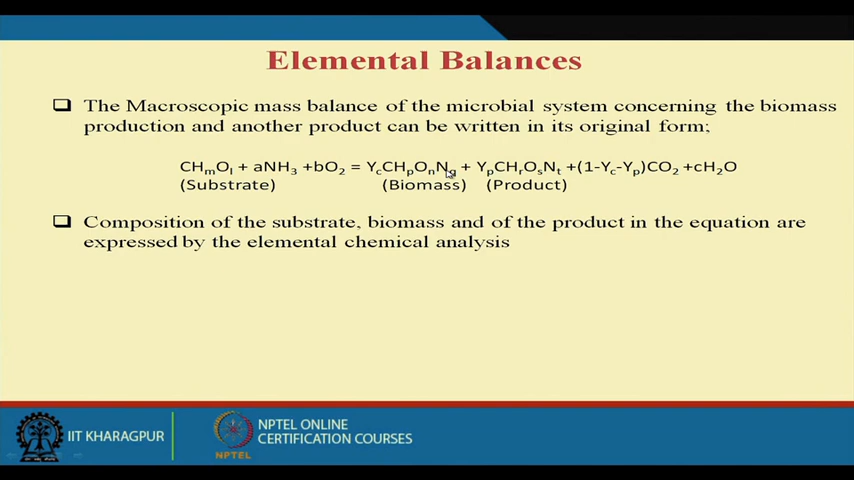 Elemental Balances
❑ The Macroscopic mass balance of the microbial system concerning the biomass
production and another product can be written in its original form;
CHₘOₗ + aNH₃ +bO₂ = Y꜀CHₚOₙN_q + YₚCHᵣOₛNₜ +(1-Y꜀-Yₚ)CO₂ +cH₂O
(Substrate) (Biomass) (Product)
❑ Composition of the substrate, biomass and of the product in the equation are
expressed by the elemental chemical analysis
IIT KHARAGPUR
NPTEL ONLINE
CERTIFICATION COURSES
NPTEL